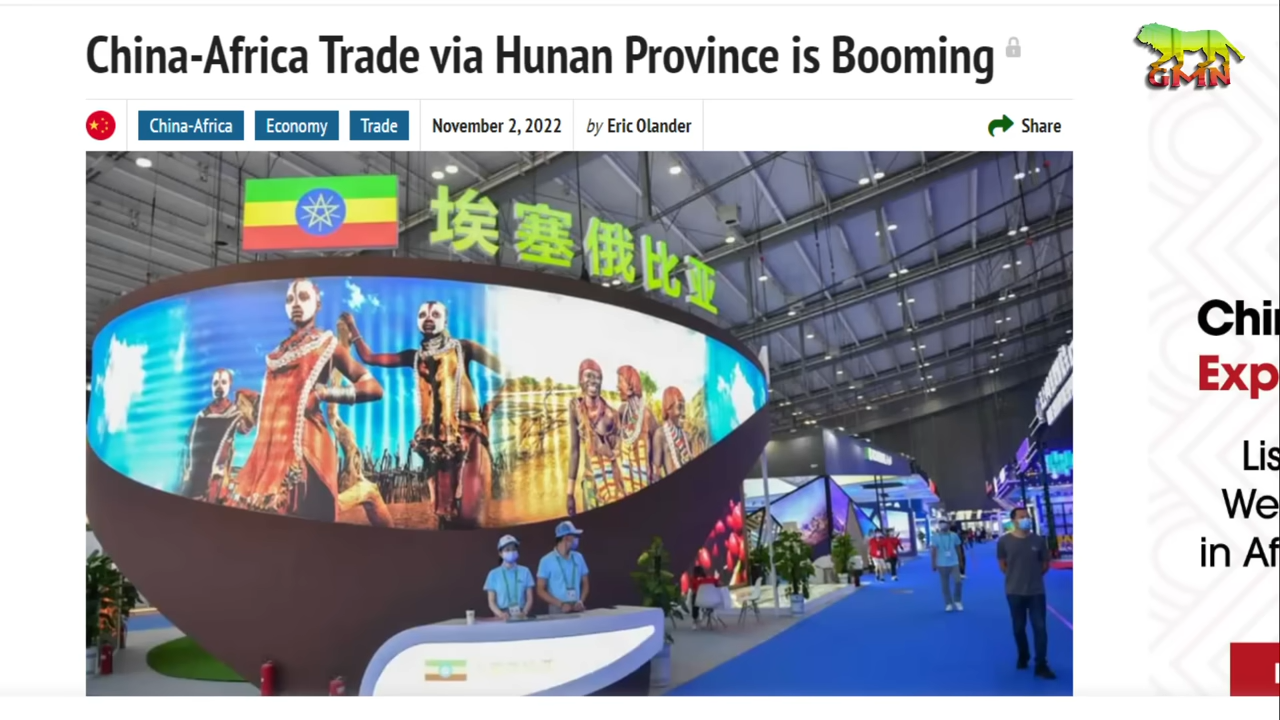 China-Africa Trade via Hunan Province is Booming
GMN
China-Africa
Economy
Trade
November 2, 2022
by Eric Olander
Share
埃塞俄比亚
Chi
Exp
Lis
We
in Af